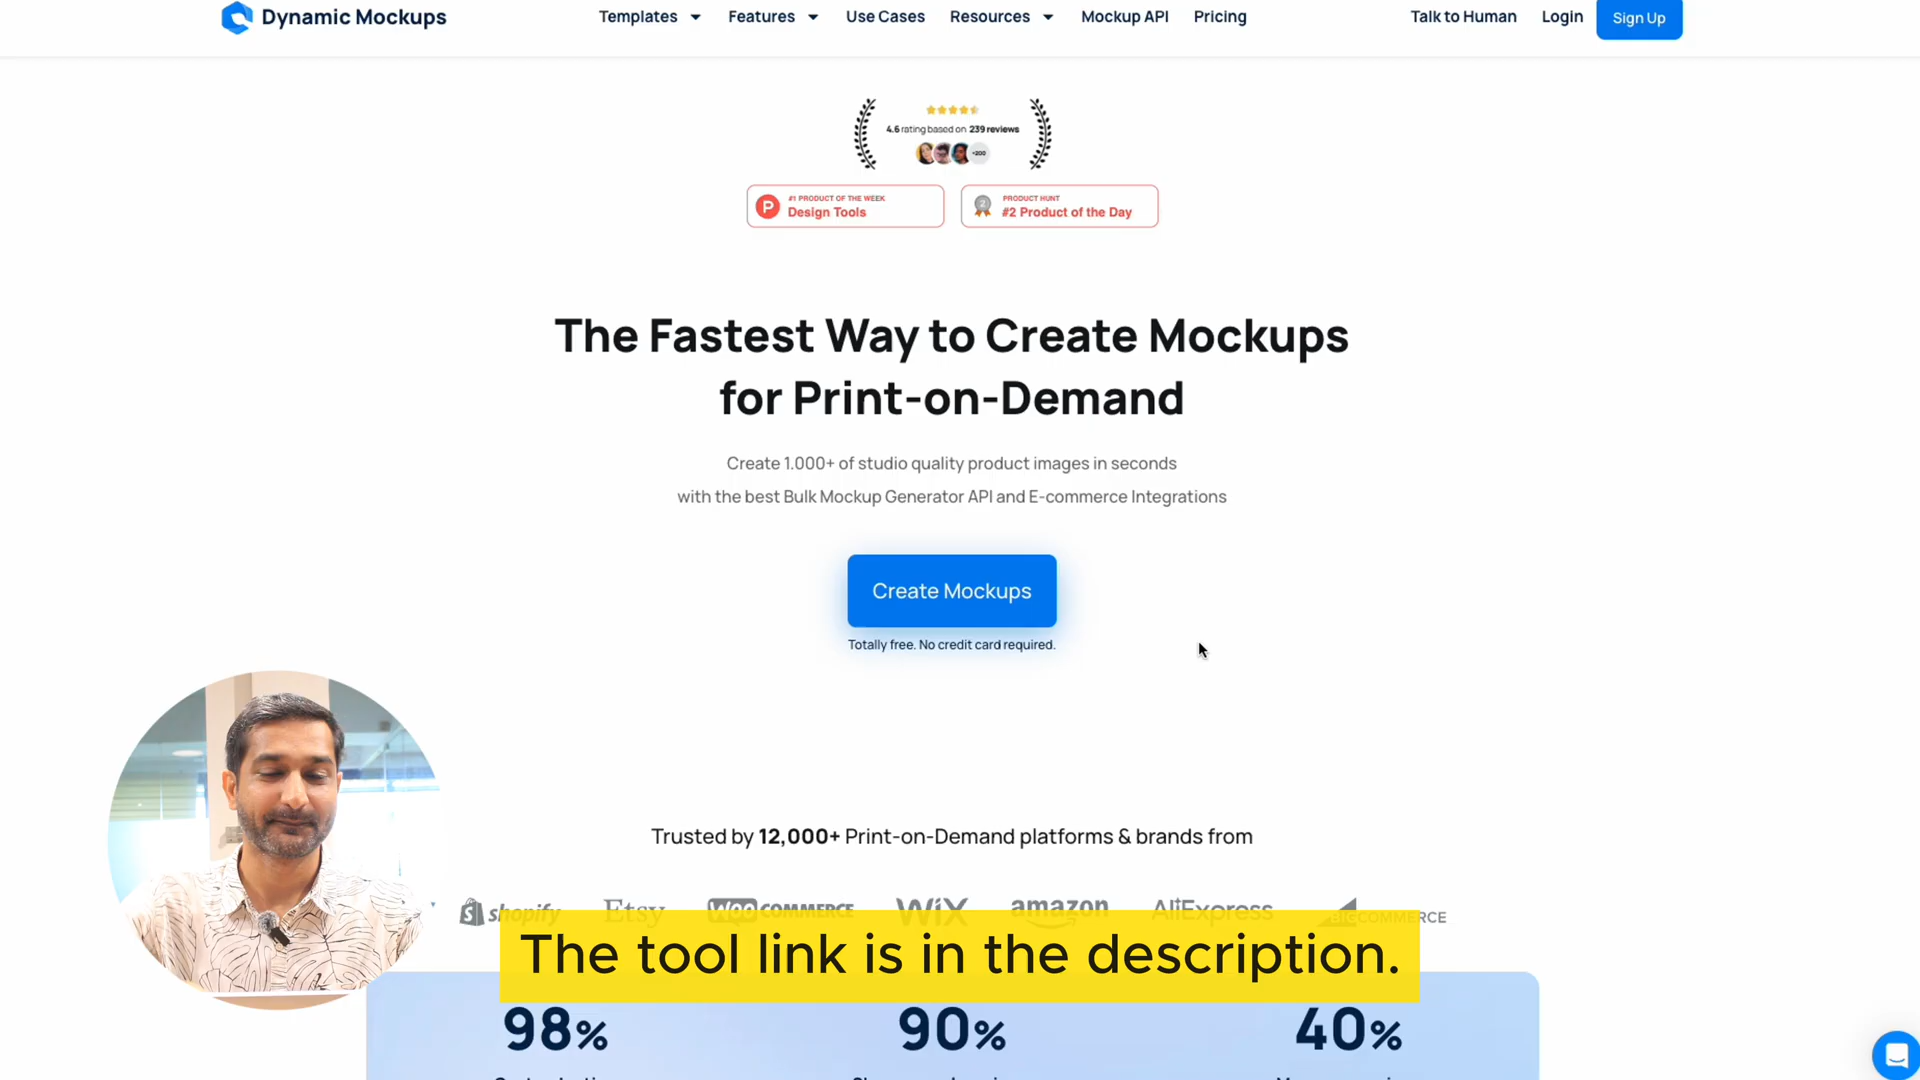 Dynamic Mockups
Templates Features Use Cases Resources Mockup API Pricing
Talk to Human Login Sign Up
4.6 rating based on 239 reviews
+200
#1 PRODUCT OF THE WEEK
Design Tools
2
PRODUCT HUNT
#2 Product of the Day
The Fastest Way to Create Mockups
for Print-on-Demand
Create 1.000+ of studio quality product images in seconds
with the best Bulk Mockup Generator API and E-commerce Integrations
Create Mockups
Totally free. No credit card required.
Trusted by 12,000+ Print-on-Demand platforms & brands from
shopify Etsy WOO COMMERCE WiX amazon AliExpress BIGCOMMERCE
The tool link is in the description.
98% 90% 40%